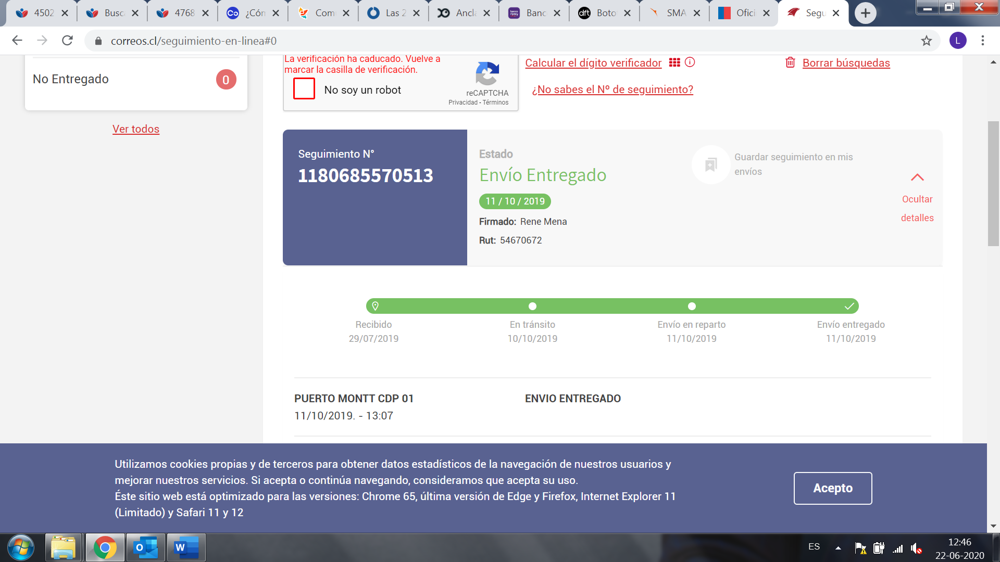 4502
Busc
4768
¿Cón
Com
Las 2
Ancla
Banc
Boto
SMA
Ofici
Segu
correos.cl/seguimiento-en-linea#0
L
No Entregado
0
Ver todos
La verificación ha caducado. Vuelve a
marcar la casilla de verificación.
No soy un robot
reCAPTCHA
Privacidad - Términos
Calcular el dígito verificador
Borrar búsquedas
¿No sabes el Nº de seguimiento?
Seguimiento N°
1180685570513
Estado
Envío Entregado
11 / 10 / 2019
Firmado: Rene Mena
Rut: 54670672
Guardar seguimiento en mis
envíos
Ocultar
detalles
Recibido
29/07/2019
En tránsito
10/10/2019
Envío en reparto
11/10/2019
Envío entregado
11/10/2019
PUERTO MONTT CDP 01
ENVIO ENTREGADO
11/10/2019. - 13:07
Utilizamos cookies propias y de terceros para obtener datos estadísticos de la navegación de nuestros usuarios y
mejorar nuestros servicios. Si acepta o continúa navegando, consideramos que acepta su uso.
Éste sitio web está optimizado para las versiones: Chrome 65, última versión de Edge y Firefox, Internet Explorer 11
(Limitado) y Safari 11 y 12
Acepto
ES
12:46
22-06-2020